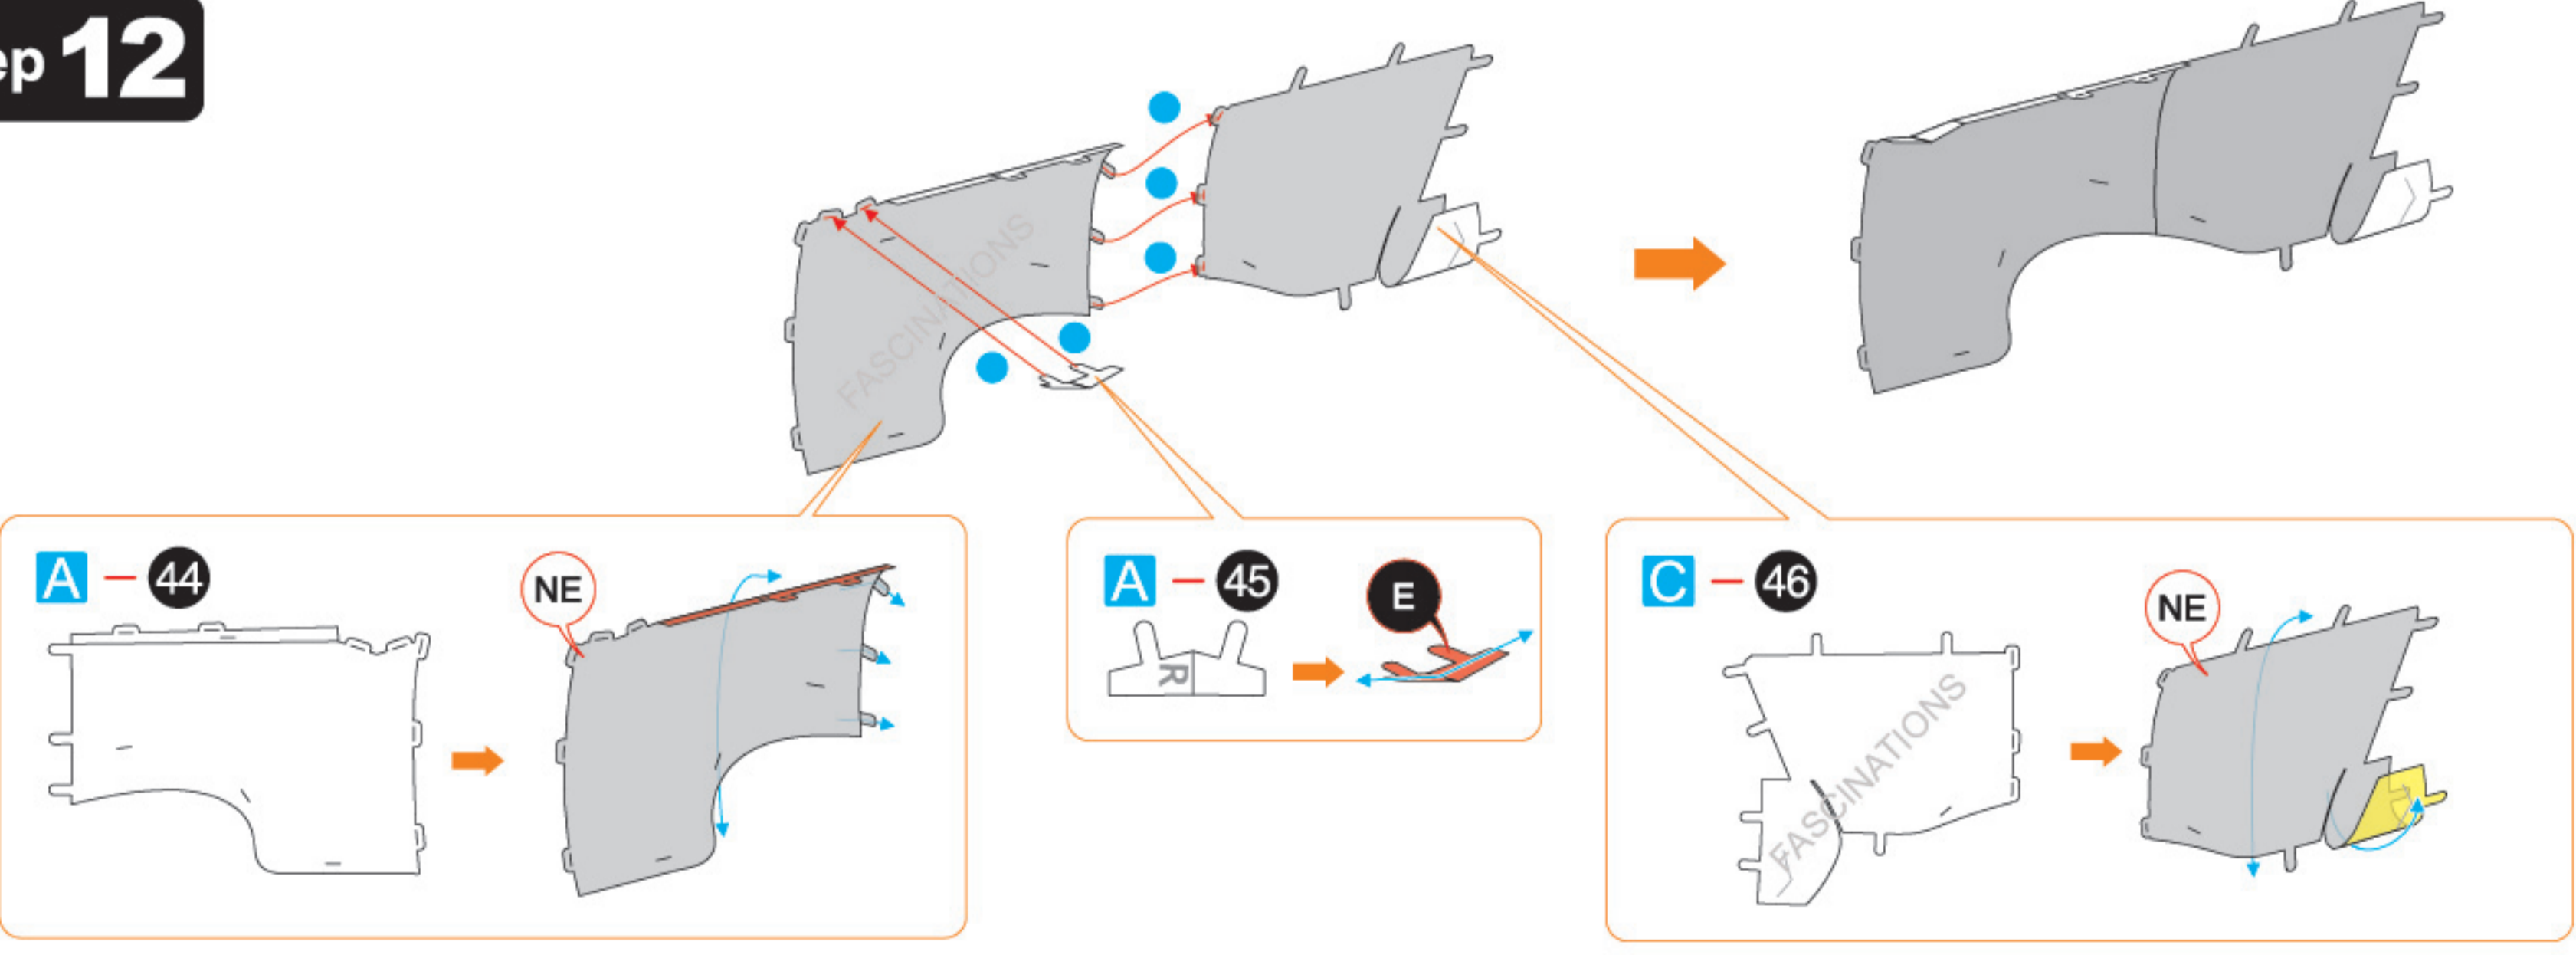 ep 12
FASCINATIONS
A - 44
NE
A - 45
E
R
C - 46
NE
FASCINATIONS